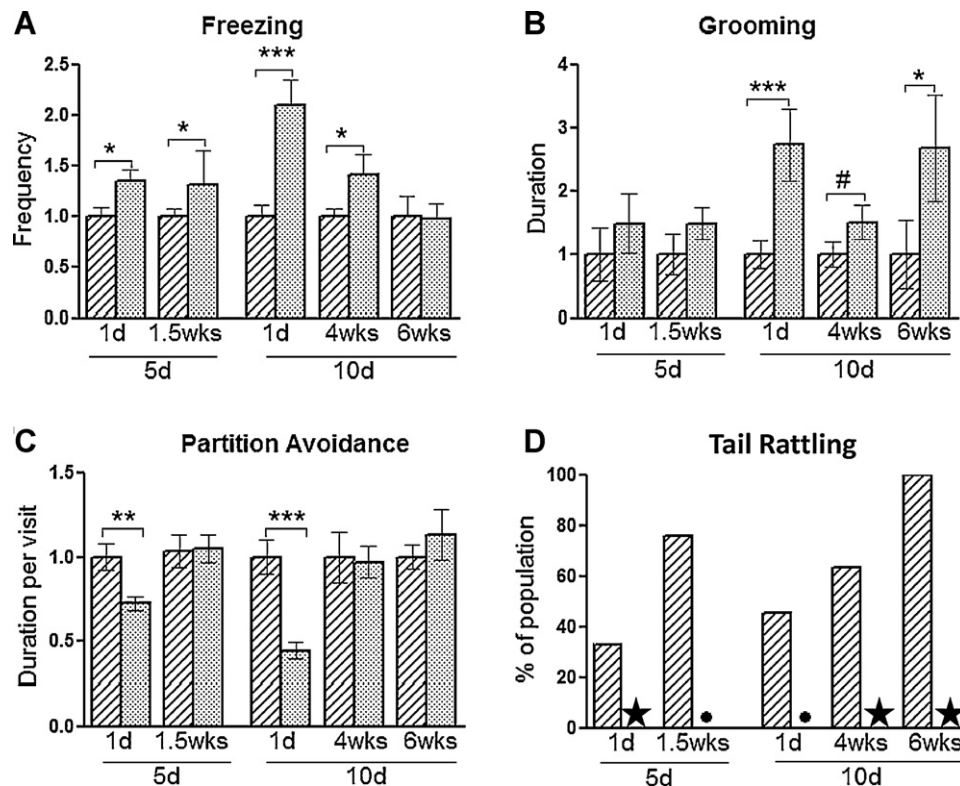 A Freezing
Frequency
2.5
2.0
1.5
1.0
0.5
0.0
* * *** *
1d 1.5wks 1d 4wks 6wks
5d 10d
B Grooming
Duration
4
3
2
1
0
*** # *
1d 1.5wks 1d 4wks 6wks
5d 10d
C Partition Avoidance
Duration per visit
1.5
1.0
0.5
0.0
** ***
1d 1.5wks 1d 4wks 6wks
5d 10d
D Tail Rattling
% of population
100
80
60
40
20
0
★ • • ★ ★
1d 1.5wks 1d 4wks 6wks
5d 10d